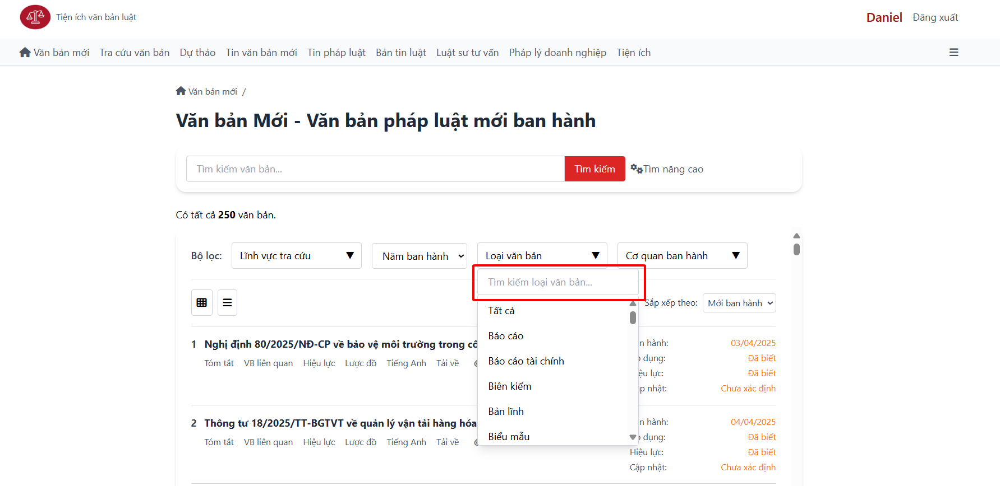 Tiện ích văn bản luật
Daniel Đăng xuất
Văn bản mới Tra cứu văn bản Dự thảo Tin văn bản mới Tin pháp luật Bản tin luật Luật sư tư vấn Pháp lý doanh nghiệp Tiện ích
Văn bản mới /
Văn bản Mới - Văn bản pháp luật mới ban hành
Tìm kiếm văn bản... Tìm kiếm Tìm năng cao
Có tất cả 250 văn bản.
Bộ lọc: Lĩnh vực tra cứu Năm ban hành Loại văn bản Cơ quan ban hành
Tìm kiếm loại văn bản...
Sắp xếp theo: Mới ban hành
Tất cả
Báo cáo
Báo cáo tài chính
Biên kiểm
Bản lĩnh
Biểu mẫu
1 Nghị định 80/2025/NĐ-CP về bảo vệ môi trường trong cô
Tóm tắt VB liên quan Hiệu lực Lược đồ Tiếng Anh Tải về
n hành: 03/04/2025
dụng: Đã biết
ệu lực: Đã biết
p nhật: Chưa xác định
2 Thông tư 18/2025/TT-BGTVT về quản lý vận tải hàng hóa
Tóm tắt VB liên quan Hiệu lực Lược đồ Tiếng Anh Tải về
n hành: 04/04/2025
dụng: Đã biết
Hiệu lực: Đã biết
Cập nhật: Chưa xác định